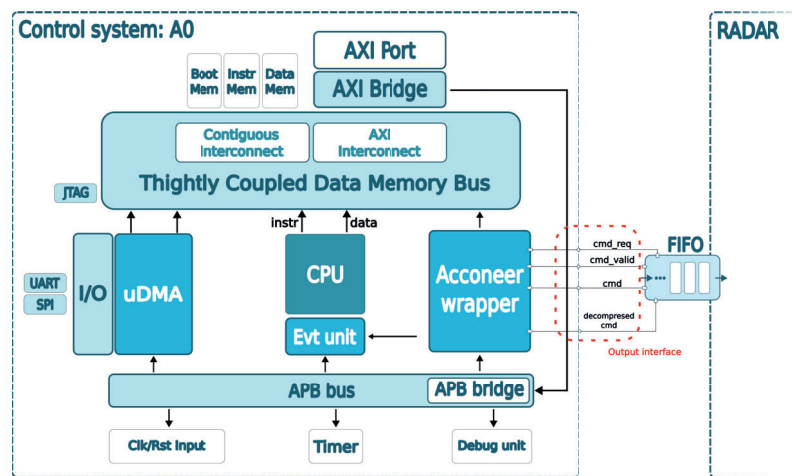 Control system: A0
RADAR
AXI Port
Boot Mem
Instr Mem
Data Mem
AXI Bridge
Contiguous Interconnect
AXI Interconnect
Thightly Coupled Data Memory Bus
JTAG
instr
data
UART
SPI
I/O
uDMA
CPU
Evt unit
Acconeer wrapper
cmd_req
cmd_valid
cmd
decompresed cmd
FIFO
Output interface
APB bus
APB bridge
Clk/Rst input
Timer
Debug unit